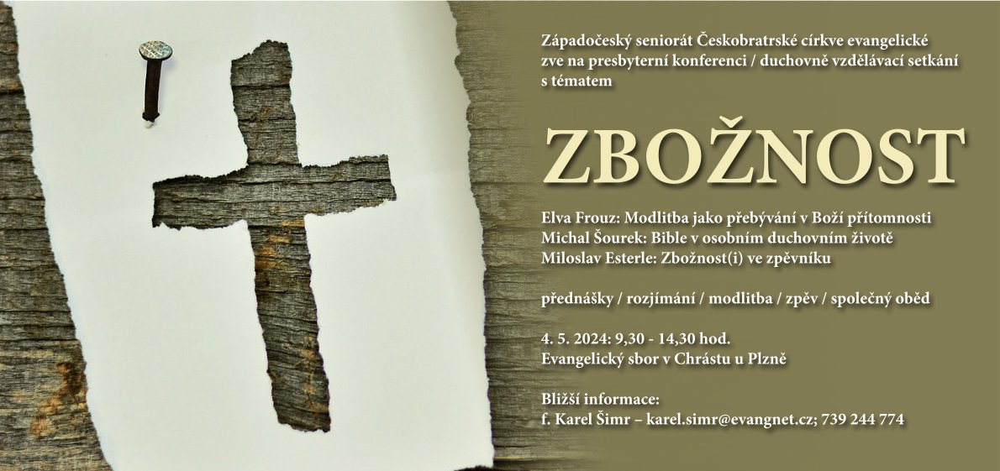 Západočeský seniorát Českobratrské církve evangelické
zve na presbyterní konferenci / duchovně vzdělávací setkání
s tématem
ZBOŽNOST
Elva Frouz: Modlitba jako přebývání v Boží přítomnosti
Michal Šourek: Bible v osobním duchovním životě
Miloslav Esterle: Zbožnost(i) ve zpěvníku
přednášky / rozjímání / modlitba / zpěv / společný oběd
4. 5. 2024: 9,30 - 14,30 hod.
Evangelický sbor v Chrástu u Plzně
Bližší informace:
f. Karel Šimr – karel.simr@evangnet.cz; 739 244 774